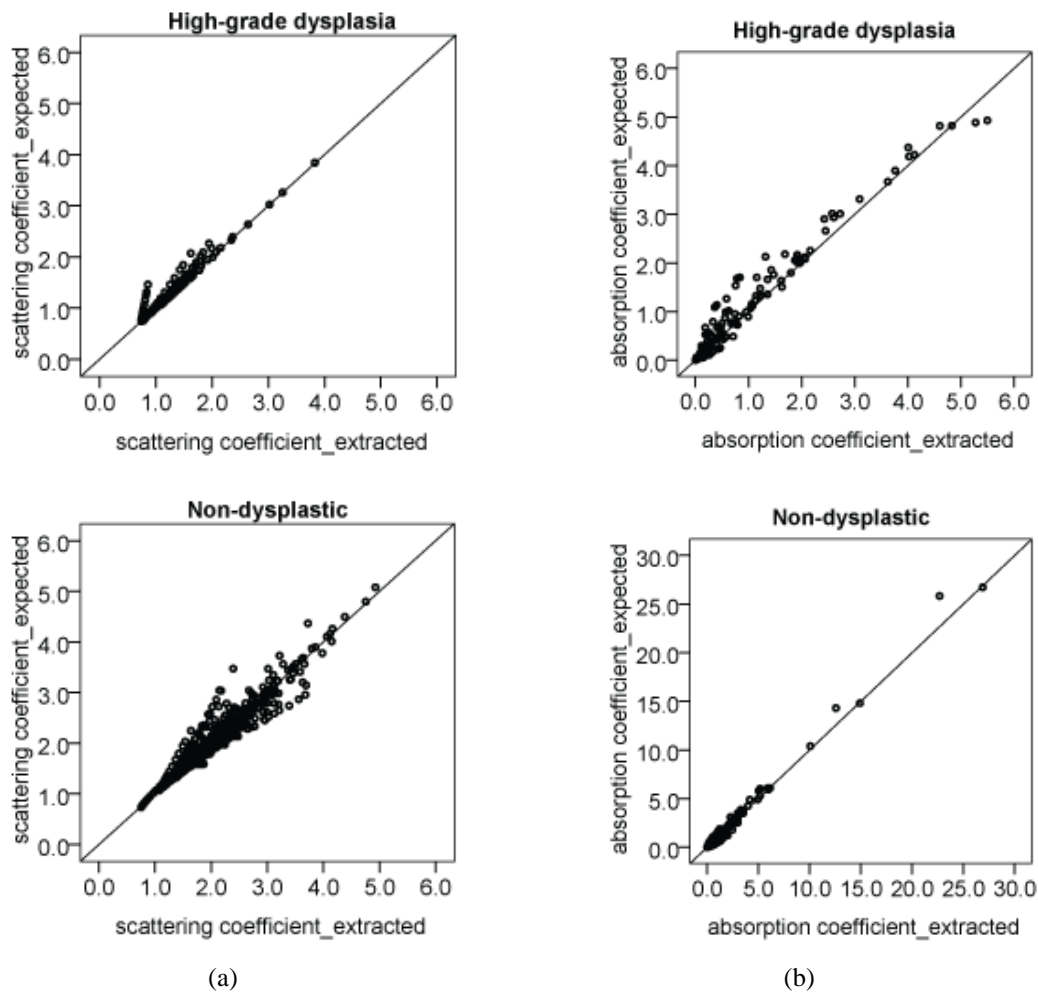 High-grade dysplasia
scattering coefficient_expected
6.0
5.0
4.0
3.0
2.0
1.0
0.0
0.0 1.0 2.0 3.0 4.0 5.0 6.0
scattering coefficient_extracted
High-grade dysplasia
absorption coefficient_expected
6.0
5.0
4.0
3.0
2.0
1.0
0.0
0.0 1.0 2.0 3.0 4.0 5.0 6.0
absorption coefficient_extracted
Non-dysplastic
scattering coefficient_expected
6.0
5.0
4.0
3.0
2.0
1.0
0.0
0.0 1.0 2.0 3.0 4.0 5.0 6.0
scattering coefficient_extracted
Non-dysplastic
absorption coefficient_expected
30.0
25.0
20.0
15.0
10.0
5.0
0.0
0.0 5.0 10.0 15.0 20.0 25.0 30.0
absorption coefficient_extracted
(a)
(b)